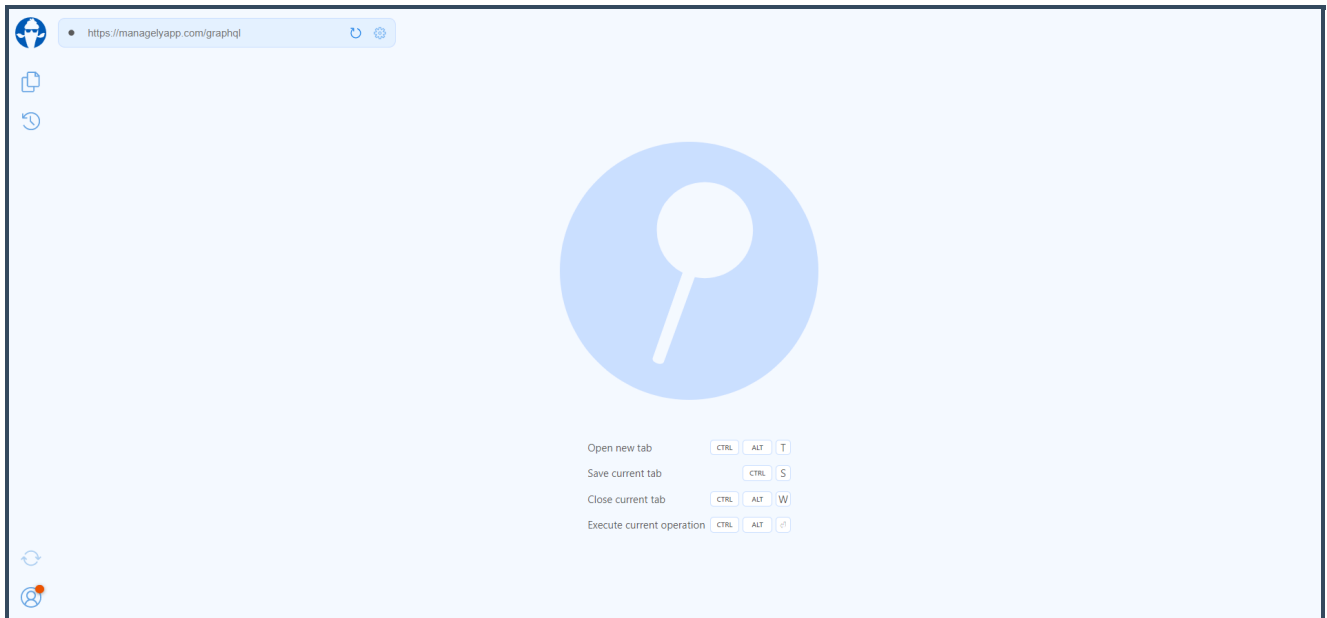 https://managelyapp.com/graphql
Open new tab CTRL ALT T
Save current tab CTRL S
Close current tab CTRL ALT W
Execute current operation CTRL ALT ⏎